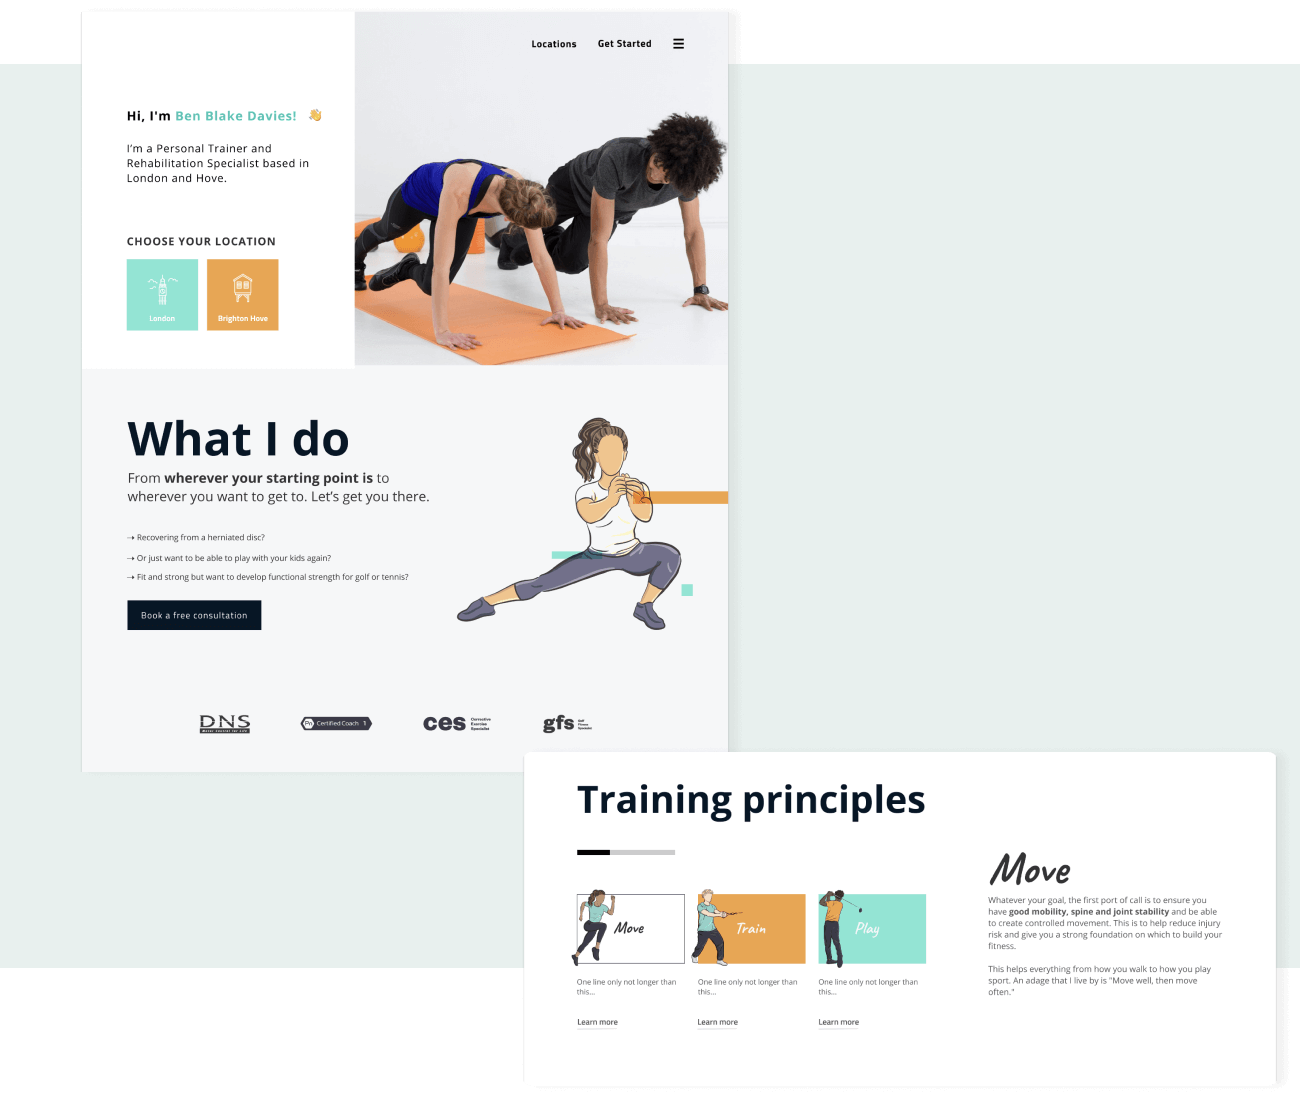 Locations
Get Started
Hi, I'm Ben Blake Davies!
I'm a Personal Trainer and
Rehabilitation Specialist based in
London and Hove.
CHOOSE YOUR LOCATION
London
Brighton Hove
What I do
From wherever your starting point is to
wherever you want to get to. Let's get you there.
→ Recovering from a herniated disc?
→ Or just want to be able to play with your kids again?
→ Fit and strong but want to develop functional strength for golf or tennis?
Book a free consultation
DNS
Pn Certified Coach 1
ces Corrective
Exercise
Specialist
gfs Golf
Fitness
Specialist
Training principles
Move
Train
Play
One line only not longer than
this...
One line only not longer than
this...
One line only not longer than
this...
Learn more
Learn more
Learn more
Move
Whatever your goal, the first port of call is to ensure you
have good mobility, spine and joint stability and be able
to create controlled movement. This is to help reduce injury
risk and give you a strong foundation on which to build your
fitness.
This helps everything from how you walk to how you play
sport. An adage that I live by is "Move well, then move
often."